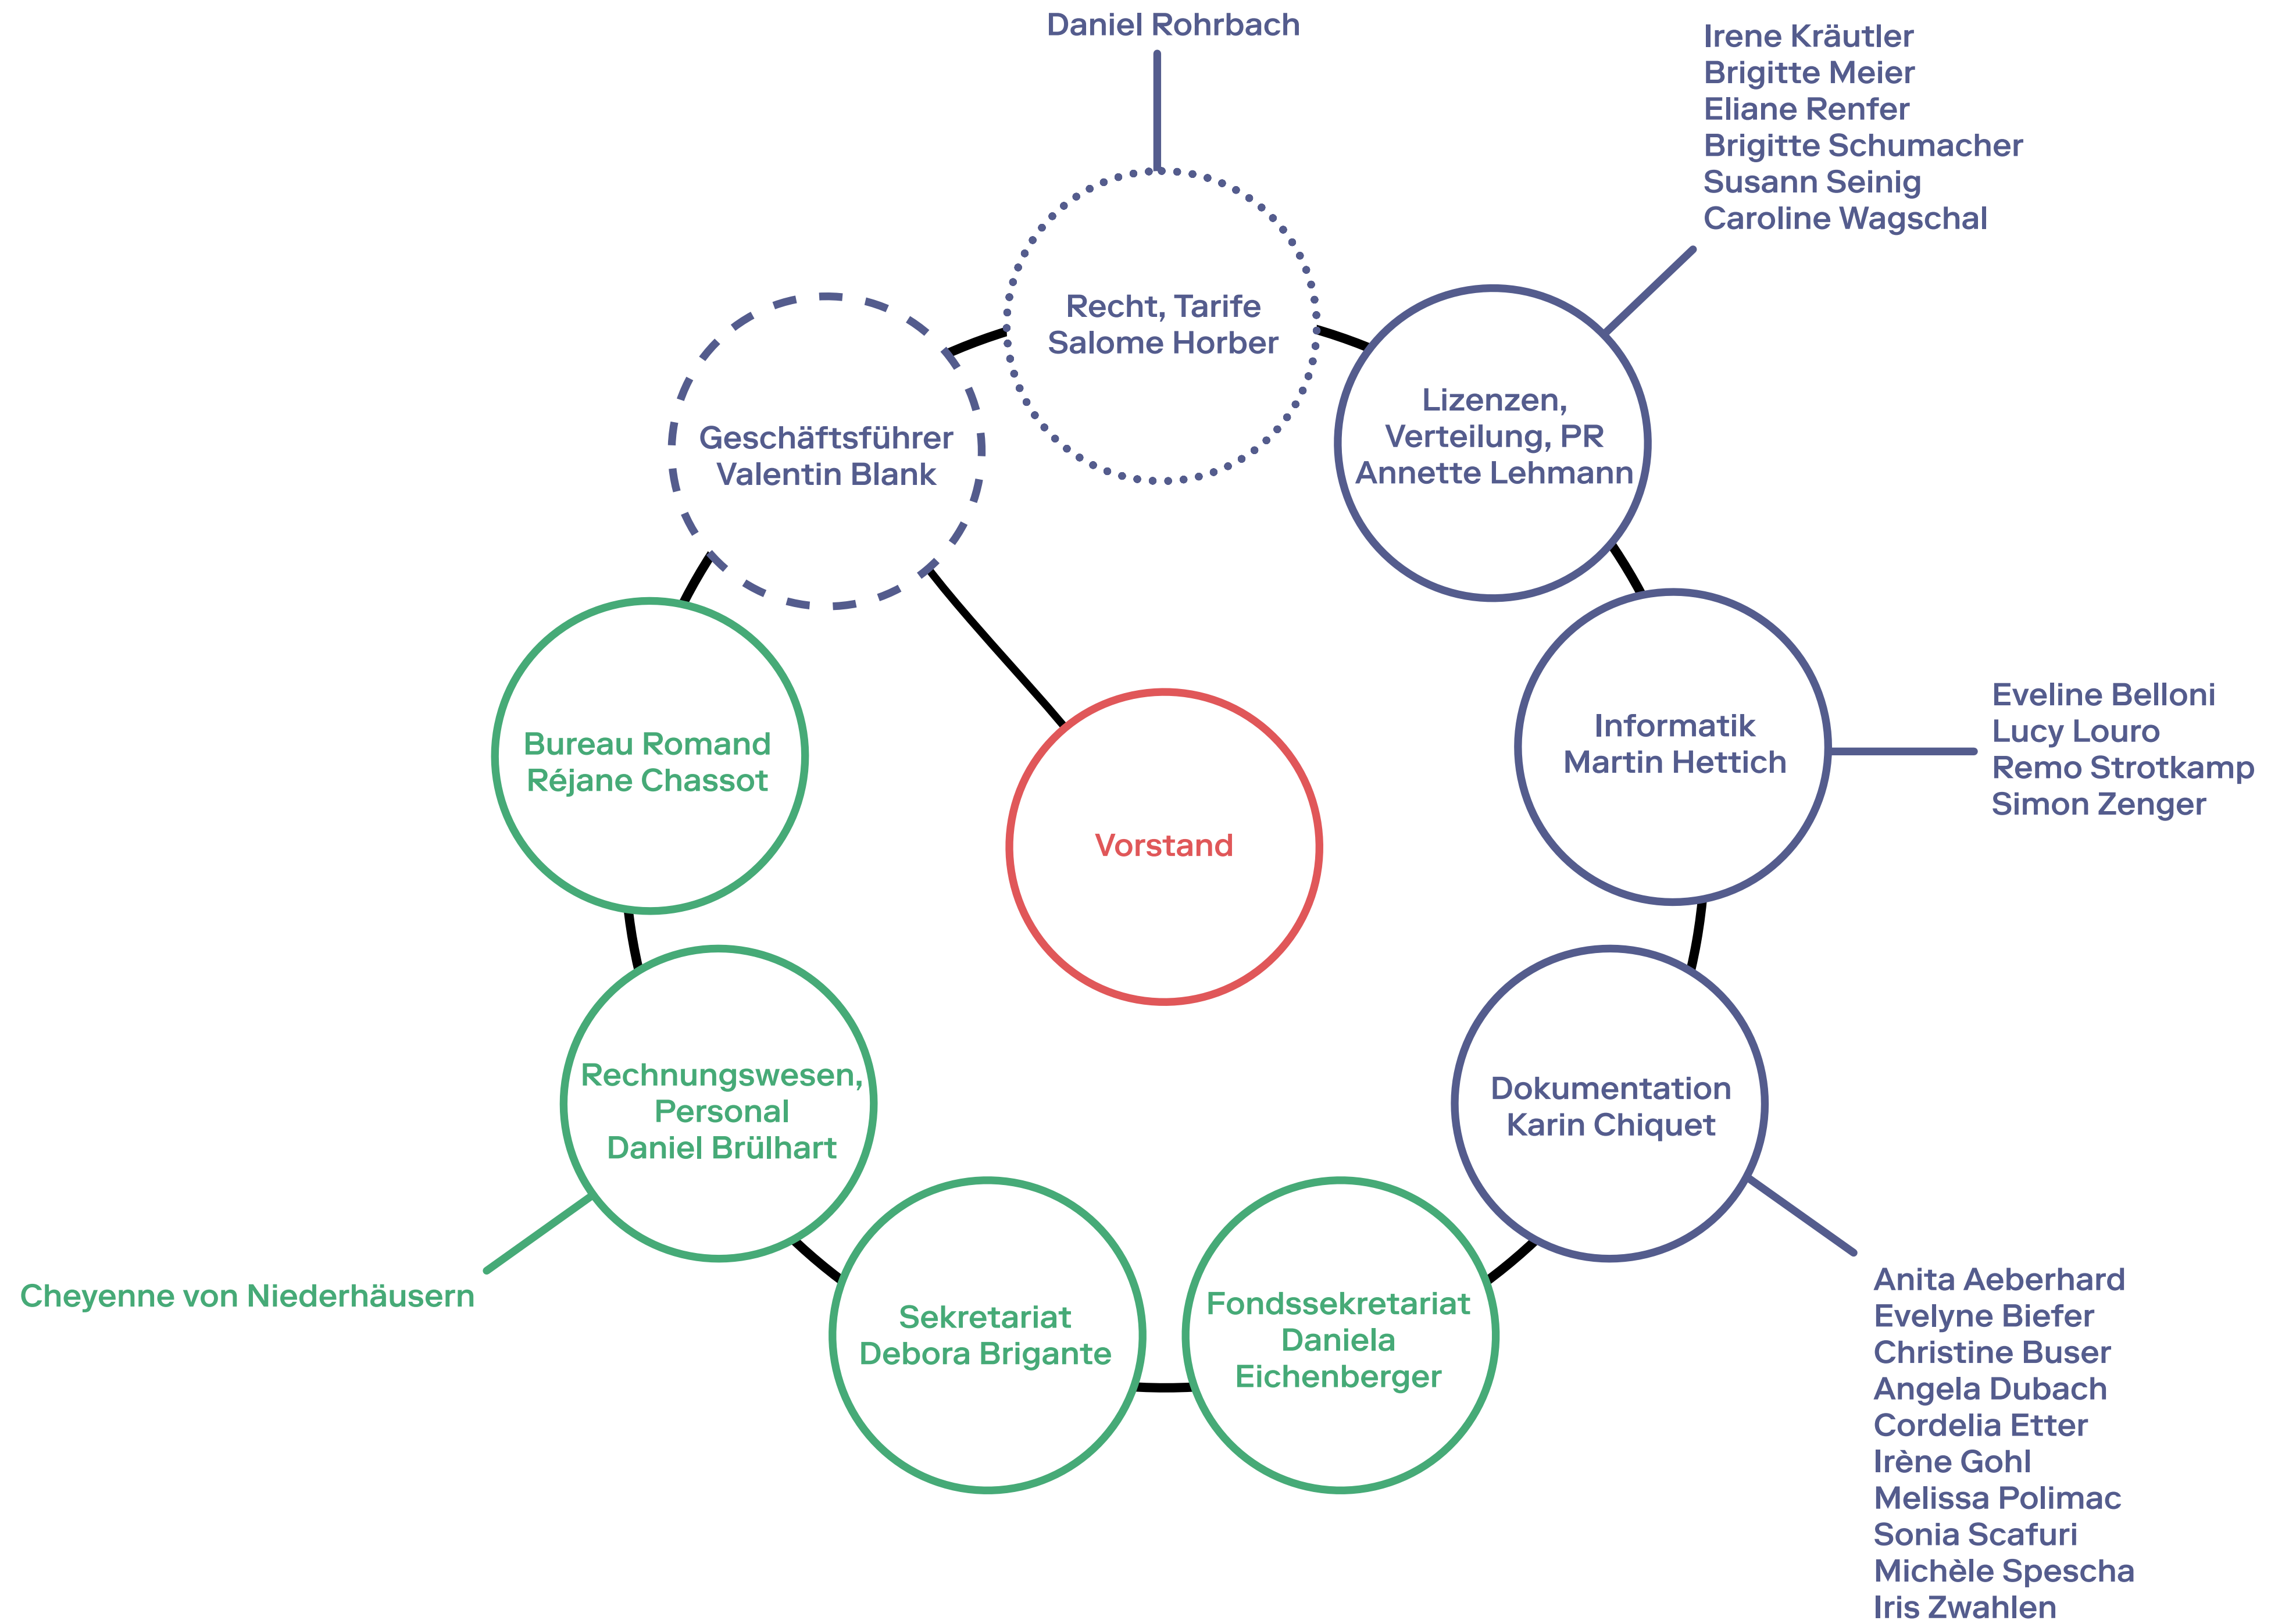 Daniel Rohrbach
Irene Kräutler
Brigitte Meier
Eliane Renfer
Brigitte Schumacher
Susann Seinig
Caroline Wagschal
Recht, Tarife
Salome Horber
Geschäftsführer
Valentin Blank
Lizenzen,
Verteilung, PR
Annette Lehmann
Informatik
Martin Hettich
Eveline Belloni
Lucy Louro
Remo Strotkamp
Simon Zenger
Bureau Romand
Réjane Chassot
Vorstand
Rechnungswesen,
Personal
Daniel Brülhart
Dokumentation
Karin Chiquet
Cheyenne von Niederhäusern
Sekretariat
Debora Brigante
Fondssekretariat
Daniela
Eichenberger
Anita Aeberhard
Evelyne Biefer
Christine Buser
Angela Dubach
Cordelia Etter
Irène Gohl
Melissa Polimac
Sonia Scafuri
Michèle Spescha
Iris Zwahlen